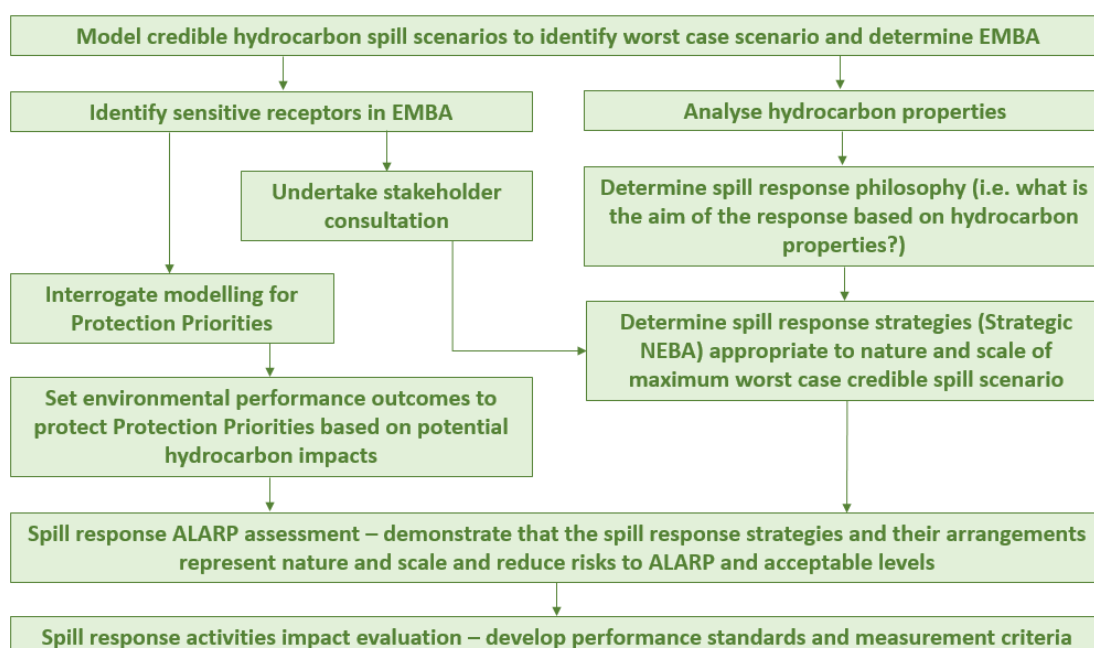 Model credible hydrocarbon spill scenarios to identify worst case scenario and determine EMBA
Identify sensitive receptors in EMBA
Analyse hydrocarbon properties
Undertake stakeholder
consultation
Determine spill response philosophy (i.e. what is
the aim of the response based on hydrocarbon
properties?)
Interrogate modelling for
Protection Priorities
Determine spill response strategies (Strategic
NEBA) appropriate to nature and scale of
maximum worst case credible spill scenario
Set environmental performance outcomes to
protect Protection Priorities based on potential
hydrocarbon impacts
Spill response ALARP assessment – demonstrate that the spill response strategies and their arrangements
represent nature and scale and reduce risks to ALARP and acceptable levels
Spill response activities impact evaluation – develop performance standards and measurement criteria